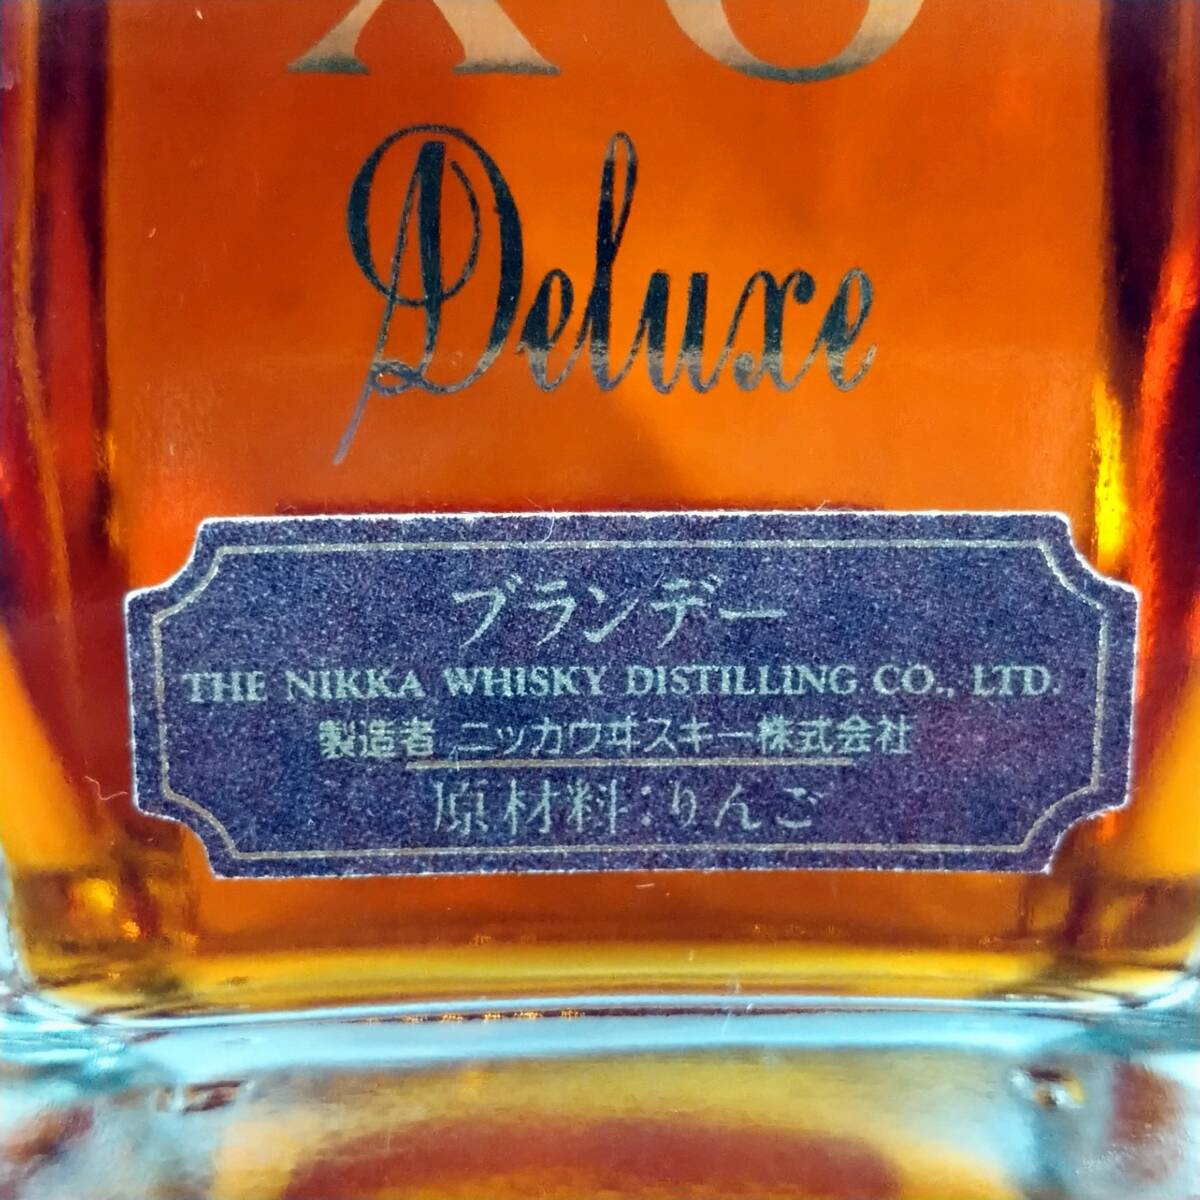 XO
Deluxe
ブランデー
THE NIKKA WHISKY DISTILLING CO., LTD.
製造者 ニッカウヰスキー株式会社
原材料:りんご